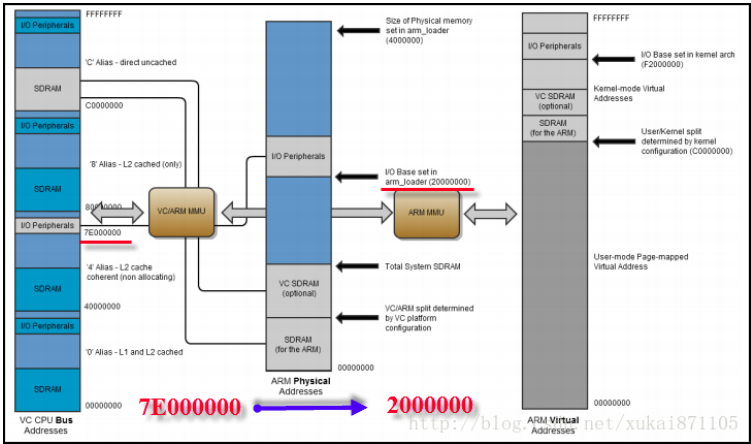 FFFFFFFF
I/O Peripherals
'C' Alias - direct uncached
SDRAM
C0000000
I/O Peripherals
'8' Alias - L2 cached (only)
SDRAM
I/O Peripherals
7E000000
'4' Alias - L2 cache
coherent (non allocating)
SDRAM
40000000
I/O Peripherals
'0' Alias - L1 and L2 cached
SDRAM
00000000
VC CPU Bus
Addresses
VC/ARM MMU
Size of Physical memory
set in arm_loader
(4000000)
I/O Peripherals
I/O Base set in
arm_loader (20000000)
ARM MMU
Total System SDRAM
VC SDRAM
(optional)
VC/ARM split determined
by VC platform
configuration
SDRAM
(for the ARM)
00000000
ARM Physical
Addresses
FFFFFFFF
I/O Peripherals
I/O Base set in kernel arch
(F2000000)
Kernel-mode Virtual
Addresses
VC SDRAM
(optional)
SDRAM
(for the ARM)
User/Kernel split
determined by kernel
configuration (C0000000)
User-mode Page-mapped
Virtual Address
00000000
ARM Virtual
Addresses
7E000000
2000000
http://blog.csdn.net/xukai871105